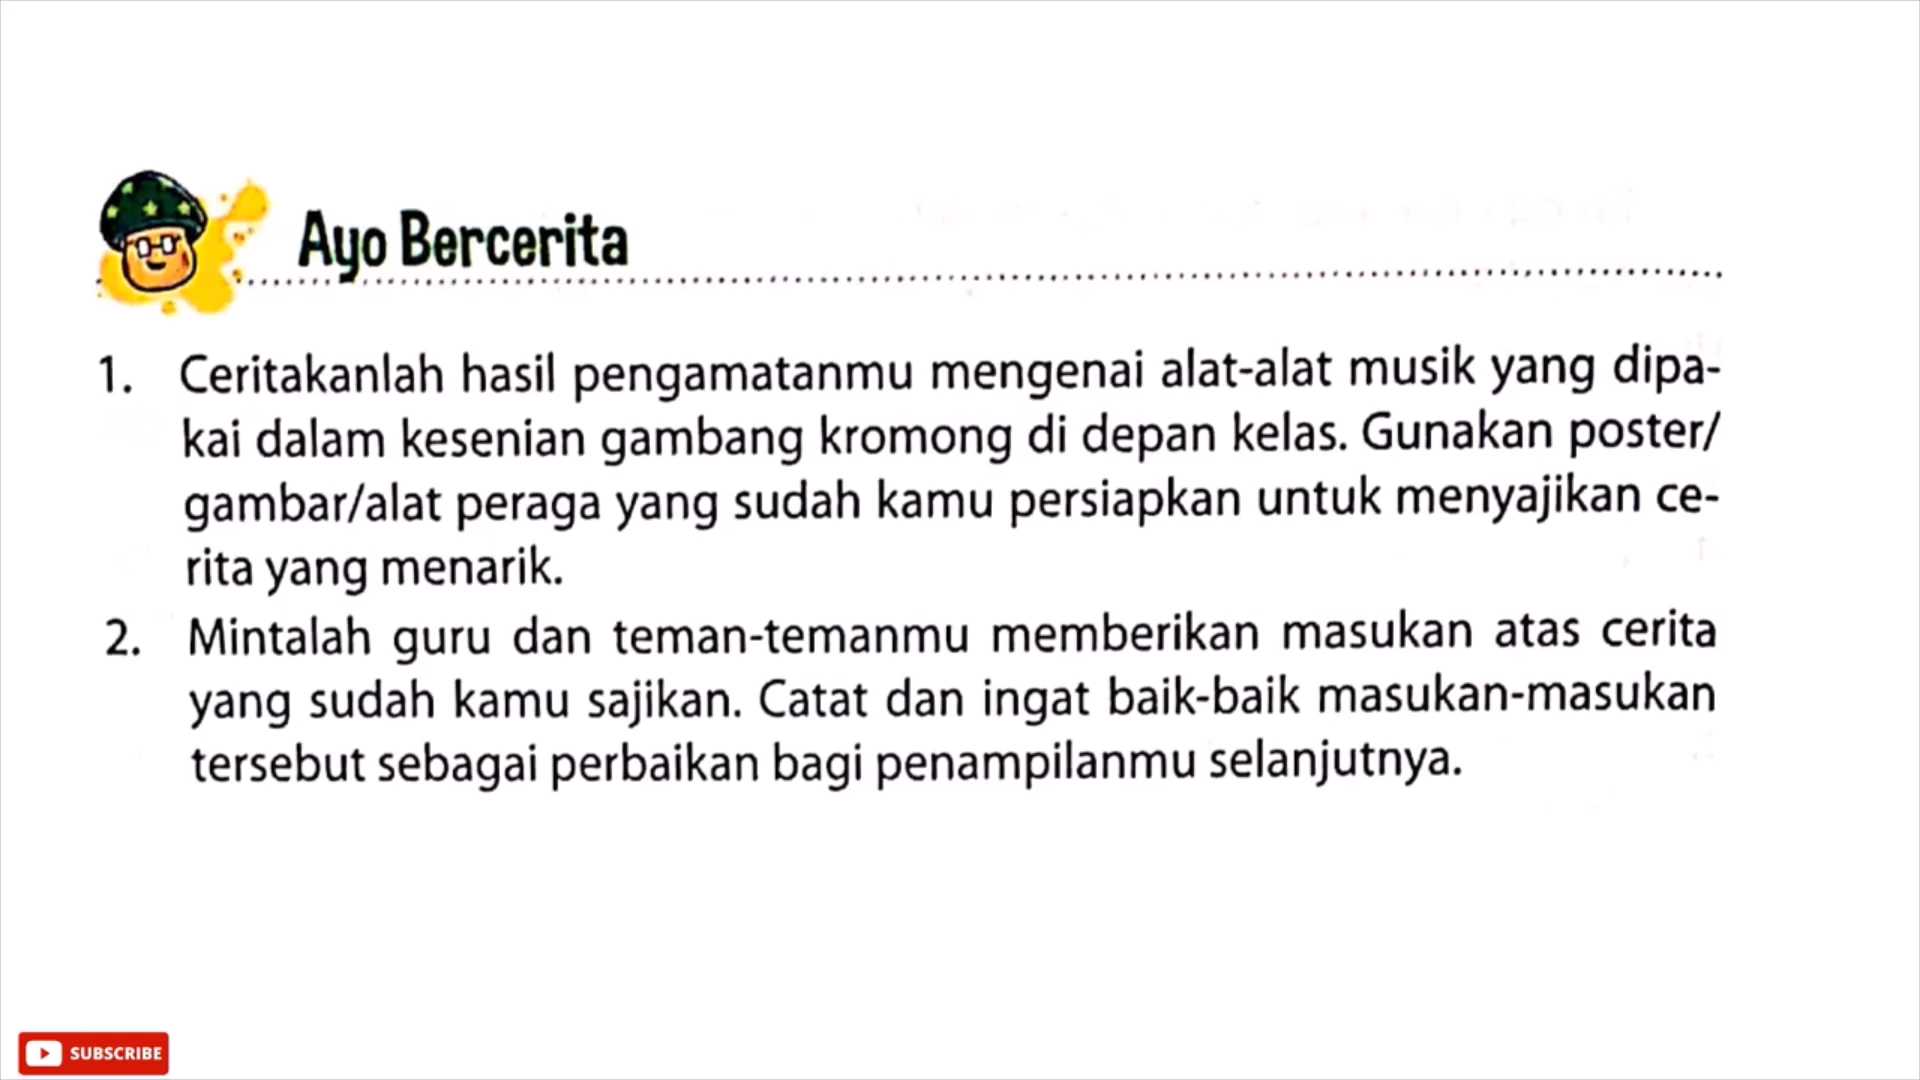 Ayo Bercerita
1. Ceritakanlah hasil pengamatanmu mengenai alat-alat musik yang dipa-
kai dalam kesenian gambang kromong di depan kelas. Gunakan poster/
gambar/alat peraga yang sudah kamu persiapkan untuk menyajikan ce-
rita yang menarik.
2. Mintalah guru dan teman-temanmu memberikan masukan atas cerita
yang sudah kamu sajikan. Catat dan ingat baik-baik masukan-masukan
tersebut sebagai perbaikan bagi penampilanmu selanjutnya.
SUBSCRIBE